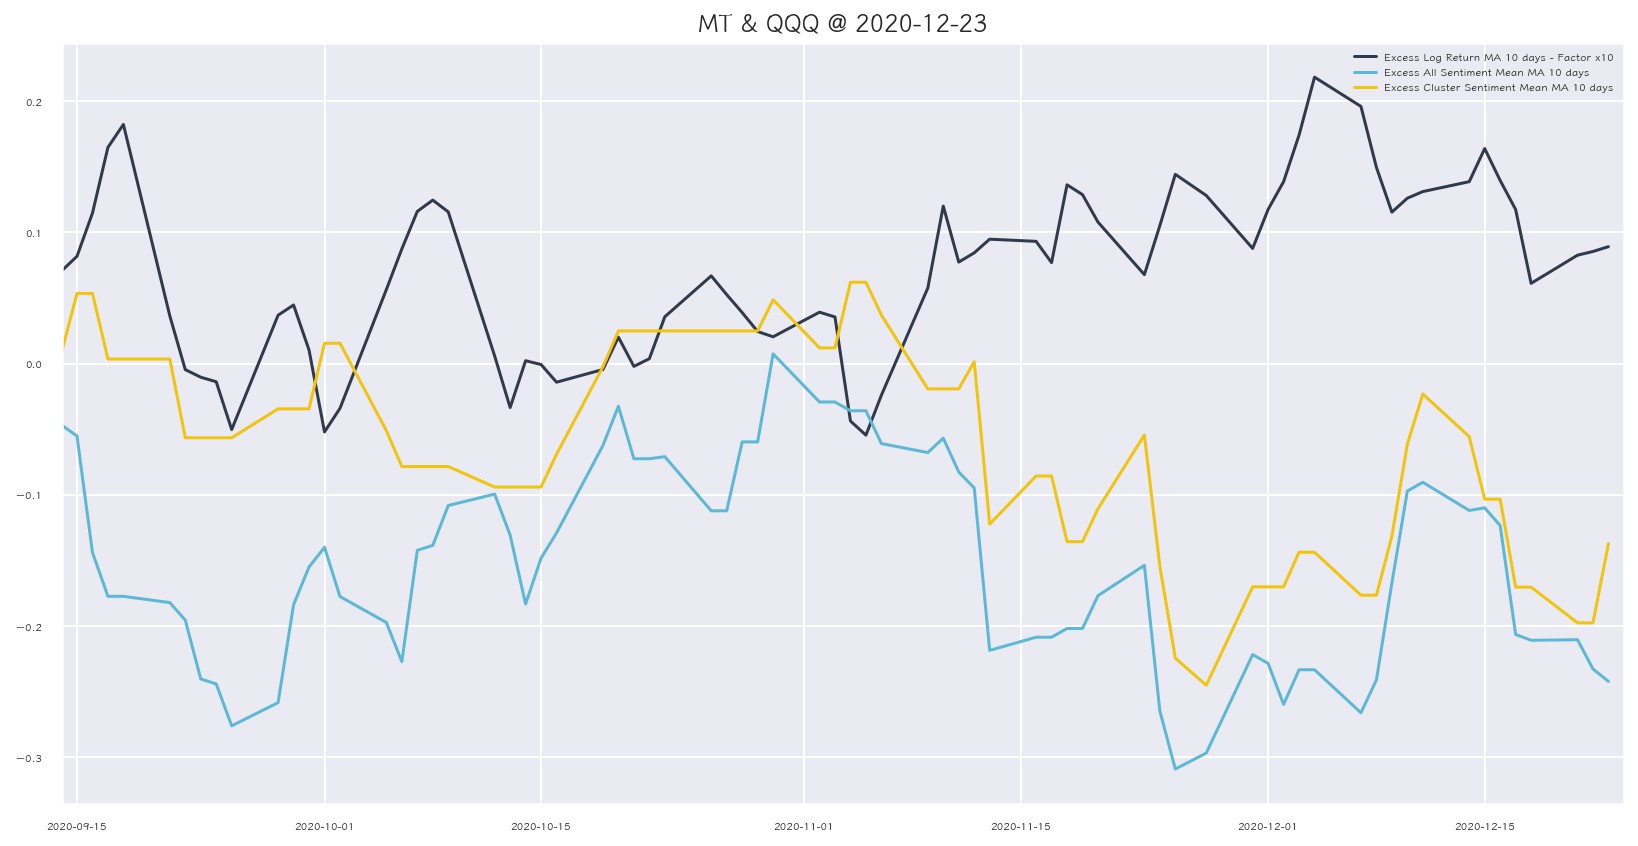 MT & QQQ @ 2020-12-23
Excess Log Return MA 10 days - Factor x10
Excess All Sentiment Mean MA 10 days
Excess Cluster Sentiment Mean MA 10 days
0.2
0.1
0.0
−0.1
−0.2
−0.3
2020-09-15 2020-10-01 2020-10-15 2020-11-01 2020-11-15 2020-12-01 2020-12-15